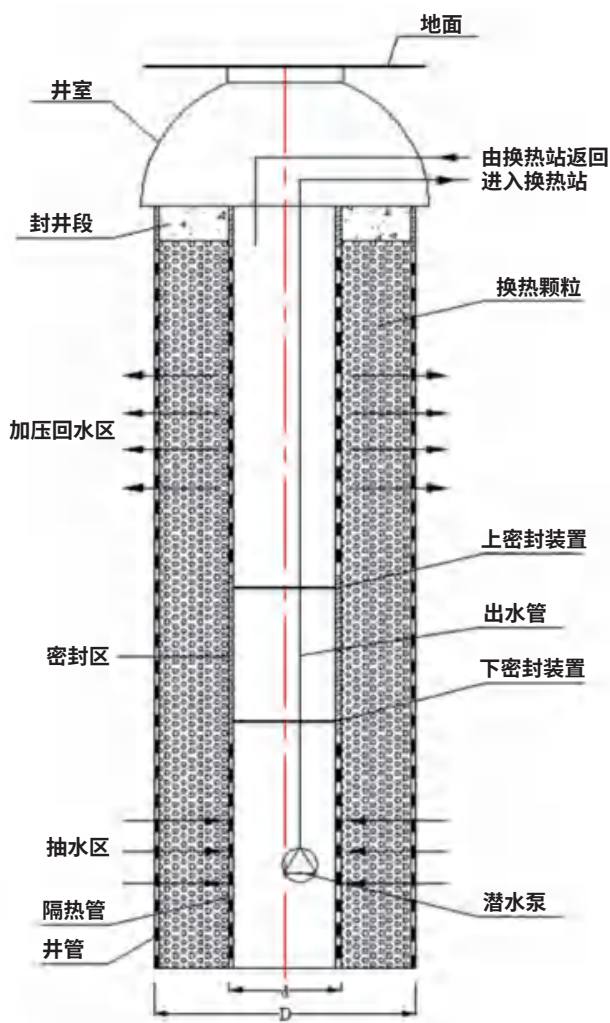 地面
井室
由换热站返回
进入换热站
封井段
换热颗粒
加压回水区
上密封装置
出水管
密封区
下密封装置
抽水区
隔热管
潜水泵
井管
d
D